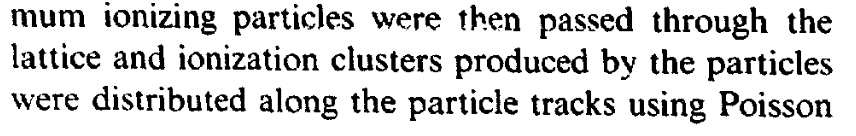 mum ionizing particles were then passed through the
lattice and ionization clusters produced by the particles
were distributed along the particle tracks using Poisson